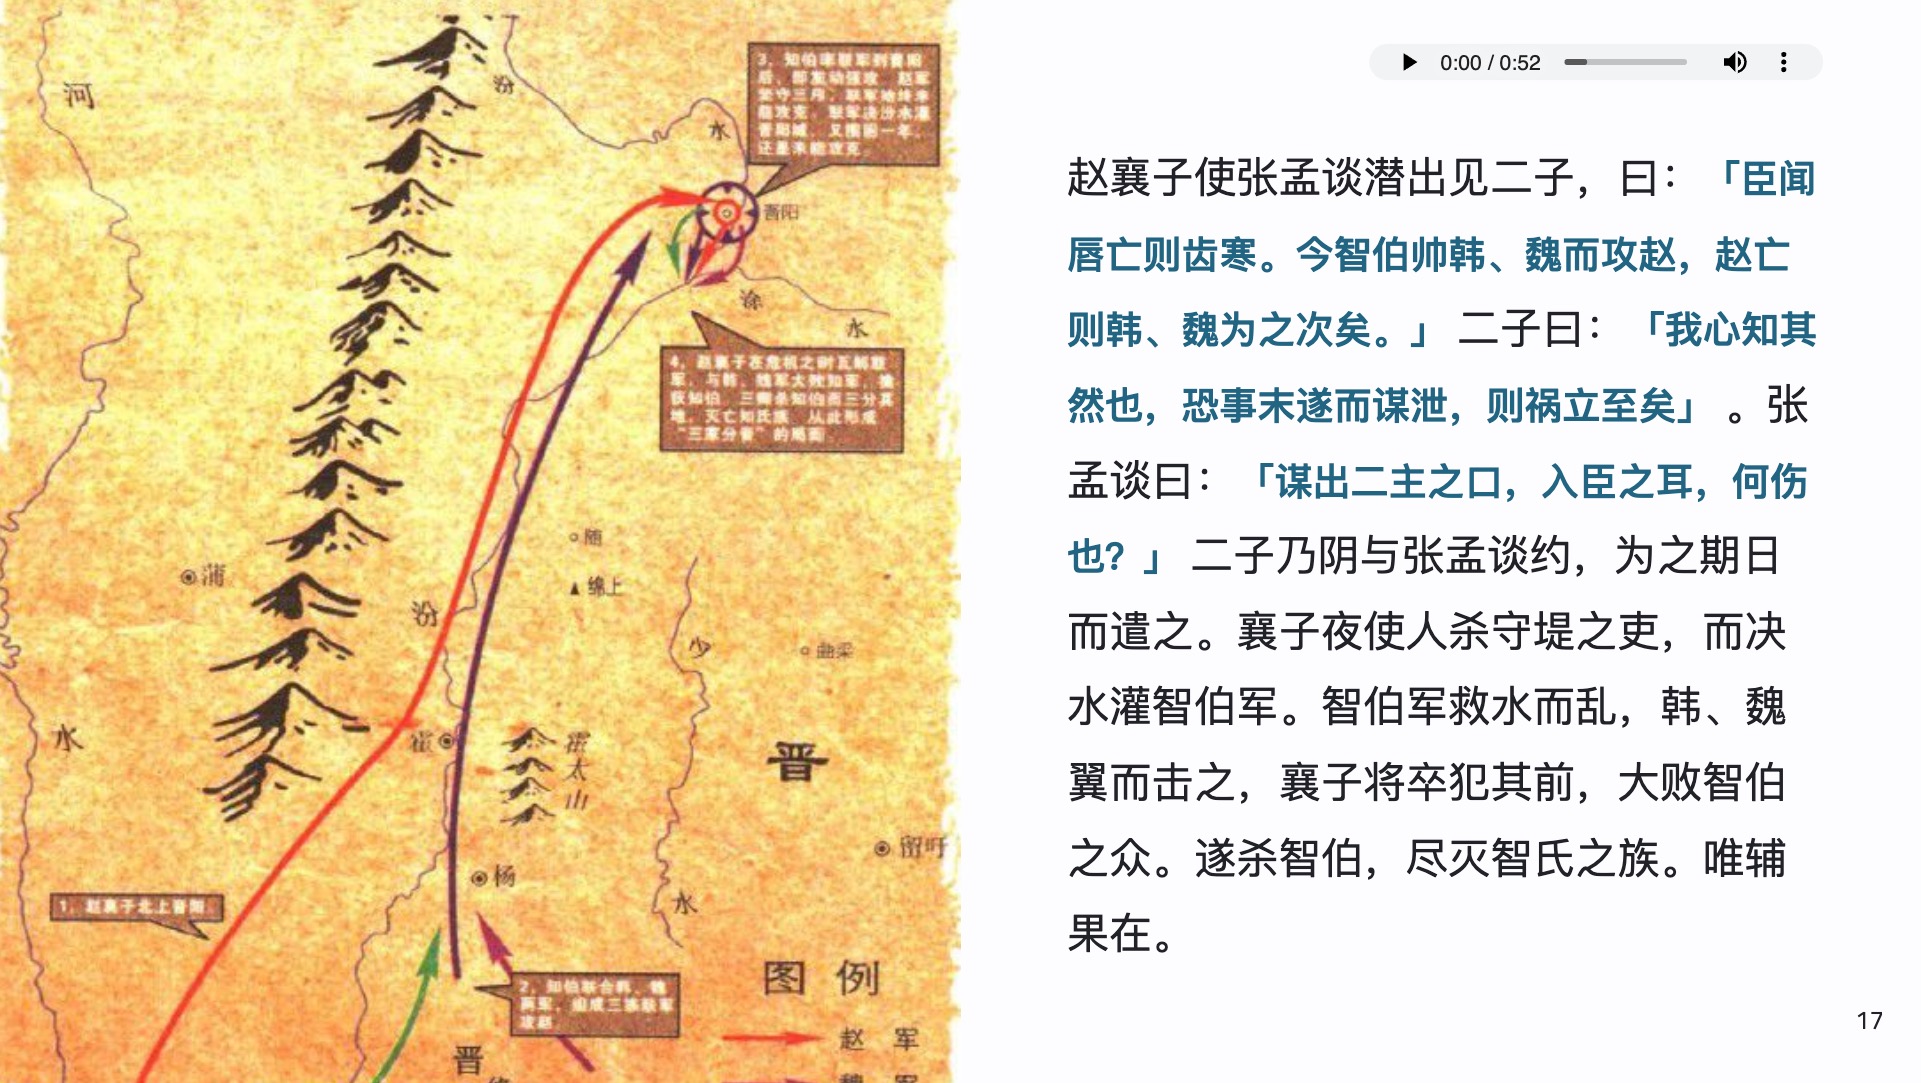 河
汾
水
3、知伯率联军到晋阳
后，即发动强攻，赵军
坚守三月，联军始终未
能攻克，联军决汾水灌
晋阳城，又围困一年，
还是未能攻克。
晋阳
涂
水
4、赵襄子在危机之时瓦解敌
军，与韩、魏军大败知军，擒
获知伯，三卿杀知伯而三分其
地，灭亡知氏族，从此形成
“三家分晋”的局面
随
绵上
蒲
汾
少
曲梁
水
霍
霍太山
晋
留吁
杨
水
1、赵襄子北上晋阳
2、知伯联合韩、魏
两军，组成三族联军
攻赵
图 例
赵 军
魏 军
晋
0:00 / 0:52
赵襄子使张孟谈潜出见二子，曰：「臣闻
唇亡则齿寒。今智伯帅韩、魏而攻赵，赵亡
则韩、魏为之次矣。」二子曰：「我心知其
然也，恐事末遂而谋泄，则祸立至矣」。张
孟谈曰：「谋出二主之口，入臣之耳，何伤
也？」二子乃阴与张孟谈约，为之期日
而遣之。襄子夜使人杀守堤之吏，而决
水灌智伯军。智伯军救水而乱，韩、魏
翼而击之，襄子将卒犯其前，大败智伯
之众。遂杀智伯，尽灭智氏之族。唯辅
果在。
17